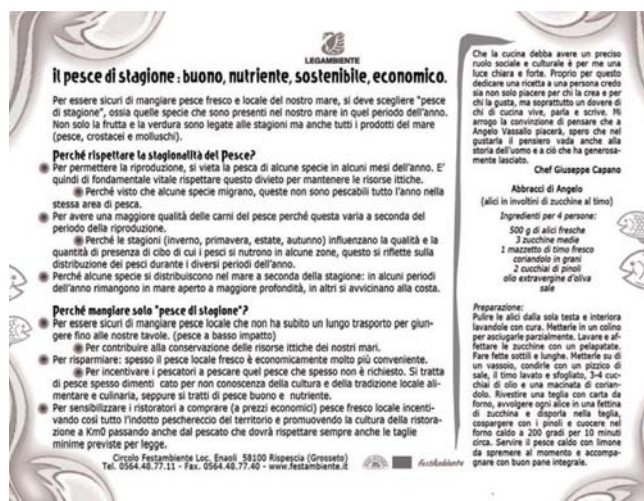 LEGAMBIENTE
il pesce di stagione: buono, nutriente, sostenibile, economico.
Per essere sicuri di mangiare pesce fresco e locale del nostro mare, si deve scegliere "pesce
di stagione", ossia quelle specie che sono presenti nel nostro mare in quel periodo dell'anno.
Non solo la frutta e la verdura sono legate alle stagioni ma anche tutti i prodotti del mare
(pesce, crostacei e molluschi).
Perché rispettare la stagionalità del Pesce?
Per permettere la riproduzione, si vieta la pesca di alcune specie in alcuni mesi dell'anno. E'
quindi di fondamentale vitale rispettare questo divieto per mantenere le risorse ittiche.
Perché visto che alcune specie migrano, queste non sono pescabili tutto l'anno nella
stessa area di pesca.
Per avere una maggiore qualità delle carni del pesce perché questa varia a seconda del
periodo della riproduzione.
Perché le stagioni (inverno, primavera, estate, autunno) influenzano la qualità e la
quantità di presenza di cibo di cui i pesci si nutrono in alcune zone, questo si riflette sulla
distribuzione dei pesci durante i diversi periodi dell'anno.
Perché alcune specie si distribuiscono nel mare a seconda della stagione: in alcuni periodi
dell'anno rimangono in mare aperto a maggiore profondità, in altri si avvicinano alla costa.
Perché mangiare solo "pesce di stagione"?
Per essere sicuri di mangiare pesce locale che non ha subito un lungo trasporto per giun-
gere fino alle nostre tavole. (pesce a basso impatto)
Per contribuire alla conservazione delle risorse ittiche dei nostri mari.
Per risparmiare: spesso il pesce locale fresco è economicamente molto più conveniente.
Per incentivare i pescatori a pescare quel pesce che spesso non è richiesto. Si tratta
di pesce spesso dimenti cato per non conoscenza della cultura e della tradizione locale ali-
mentare e culinaria, seppure si tratti di pesce buono e nutriente.
Per sensibilizzare i ristoratori a comprare (a prezzi economici) pesce fresco locale incenti-
vando così tutto l'indotto peschereccio del territorio e promuovendo la cultura della ristora-
zione a Km0 passando anche dal pescato che dovrà rispettare sempre anche le taglie
minime previste per legge.
Circolo Festambiente Loc. Enaoli 58100 Rispescia (Grosseto)
Tel. 0564.48.77.11 - Fax. 0564.48.77.40 - www.festambiente.it
festAmbiente
Che la cucina debba avere un preciso
ruolo sociale e culturale è per me una
luce chiara e forte. Proprio per questo
dedicare una ricetta a una persona credo
sia non solo piacere per chi la crea e per
chi la gusta, ma soprattutto un dovere di
chi di cucina vive, parla e scrive. Mi
arrogo la convinzione di pensare che a
Angelo Vassallo piacerà, spero che nel
gustarla il pensiero vada anche alla
storia dell'uomo e a ciò che ha generosa-
mente lasciato.
Chef Giuseppe Capano
Abbracci di Angelo
(alici in involtini di zucchine al timo)
Ingredienti per 4 persone:
500 g di alici fresche
3 zucchine medie
1 mazzetto di timo fresco
coriandolo in grani
2 cucchiai di pinoli
olio extravergine d'oliva
sale
Preparazione:
Pulire le alici dalla sola testa e interiora
lavandole con cura. Metterle in un colino
per asciugarle parzialmente. Lavare e af-
fettare le zucchine con un pelapatate.
Fare fette sottili e lunghe. Metterle su di
un vassoio, condirle con un pizzico di
sale, il timo lavato e sfogliato, 3-4 cuc-
chiai di olio e una macinata di corian-
dolo. Rivestire una teglia con carta da
forno, avvolgere ogni alice in una fettina
di zucchina e disporla nella teglia,
cospargere con i pinoli e cuocere nel
forno caldo a 200 gradi per 10 minuti
circa. Servire il pesce caldo con limone
da spremere al momento e accompa-
gnare con buon pane integrale.